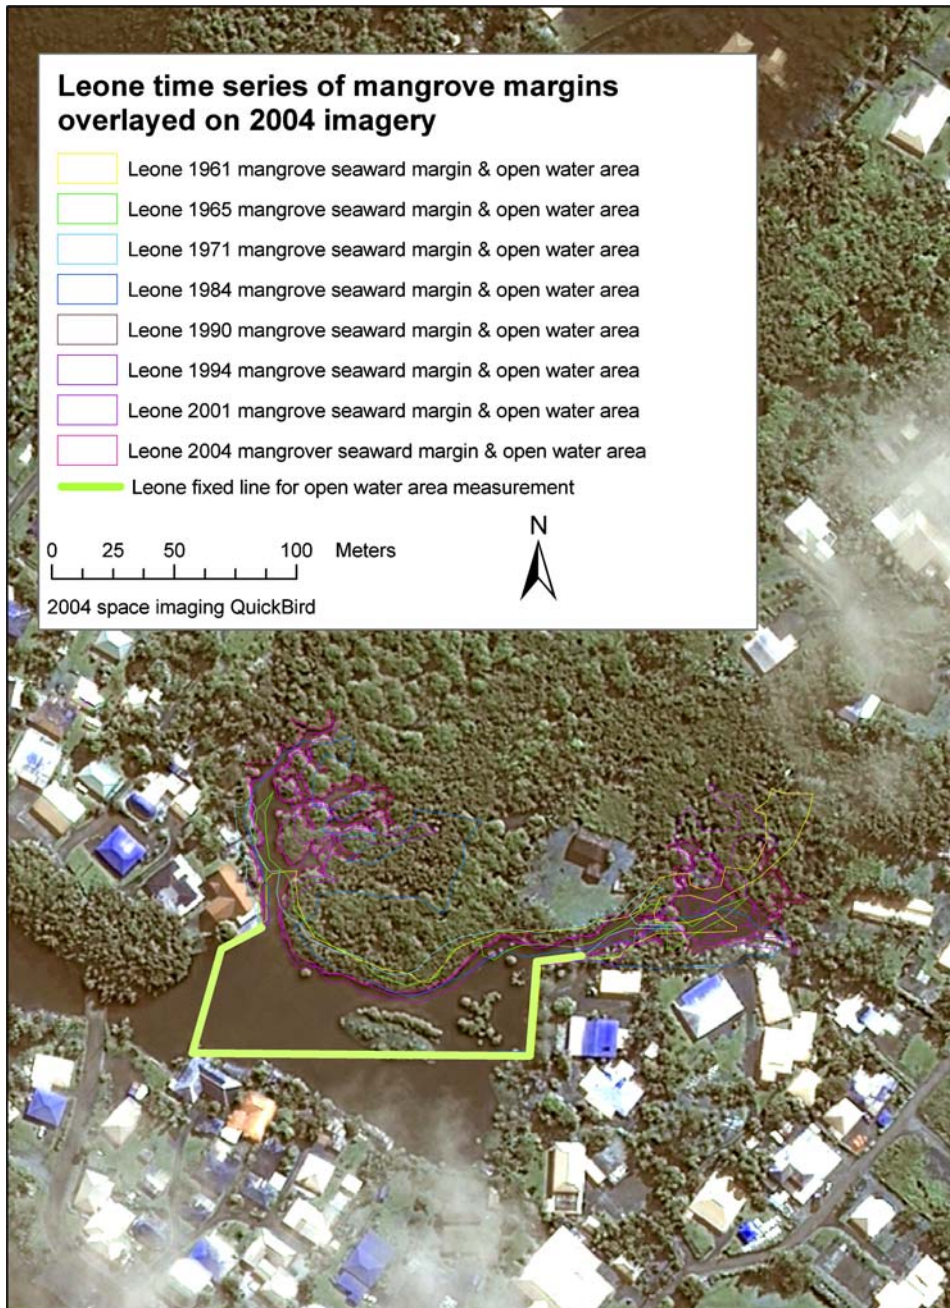 Leone time series of mangrove margins
overlayed on 2004 imagery
Leone 1961 mangrove seaward margin & open water area
Leone 1965 mangrove seaward margin & open water area
Leone 1971 mangrove seaward margin & open water area
Leone 1984 mangrove seaward margin & open water area
Leone 1990 mangrove seaward margin & open water area
Leone 1994 mangrove seaward margin & open water area
Leone 2001 mangrove seaward margin & open water area
Leone 2004 mangrover seaward margin & open water area
Leone fixed line for open water area measurement
N
0 25 50 100 Meters
2004 space imaging QuickBird